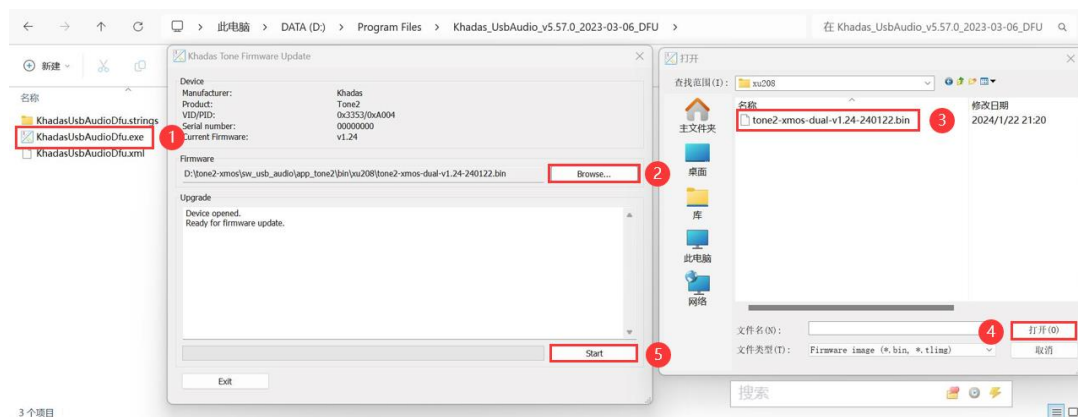 此电脑 > DATA (D:) > Program Files > Khadas_UsbAudio_v5.57.0_2023-03-06_DFU >
在 Khadas_UsbAudio_v5.57.0_2023-03-06_DFU
新建
名称
KhadasUsbAudioDfu.strings
KhadasUsbAudioDfu.exe
1
KhadasUsbAudioDfu.xml
3 个项目
Khadas Tone Firmware Update
Device
Manufacturer: Khadas
Product: Tone2
VID/PID: 0x3353/0xA004
Serial number: 00000000
Current Firmware: v1.24
Firmware
D:\tone2-xmos\sw_usb_audio\app_tone2\bin\xu208\tone2-xmos-dual-v1.24-240122.bin
Browse...
2
Upgrade
Device opened.
Ready for firmware update.
Start
5
Exit
打开
查找范围(I):
xu208
主文件夹
桌面
库
此电脑
网络
名称
修改日期
tone2-xmos-dual-v1.24-240122.bin
3
2024/1/22 21:20
文件名(N):
4
打开(O)
文件类型(T):
Firmware image (*.bin, *.tlimg)
取消
搜索